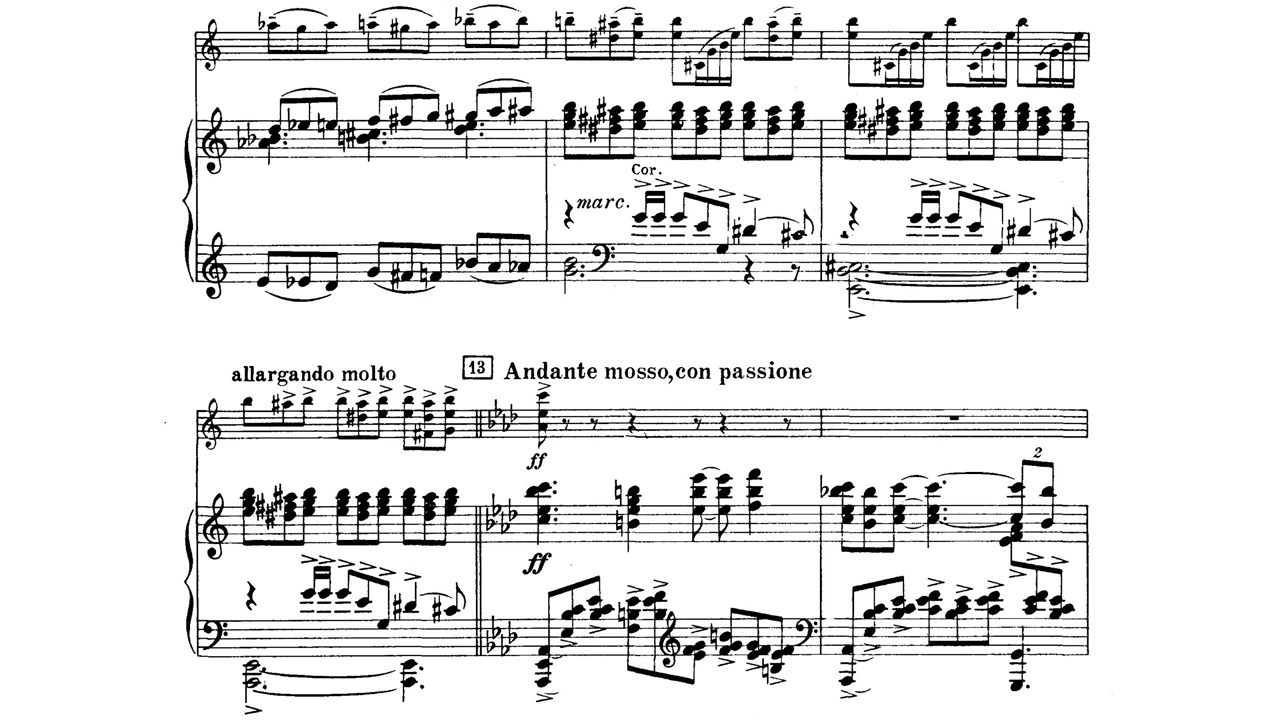 Cor.
marc.
allargando molto
13 Andante mosso, con passione
ff
ff
2